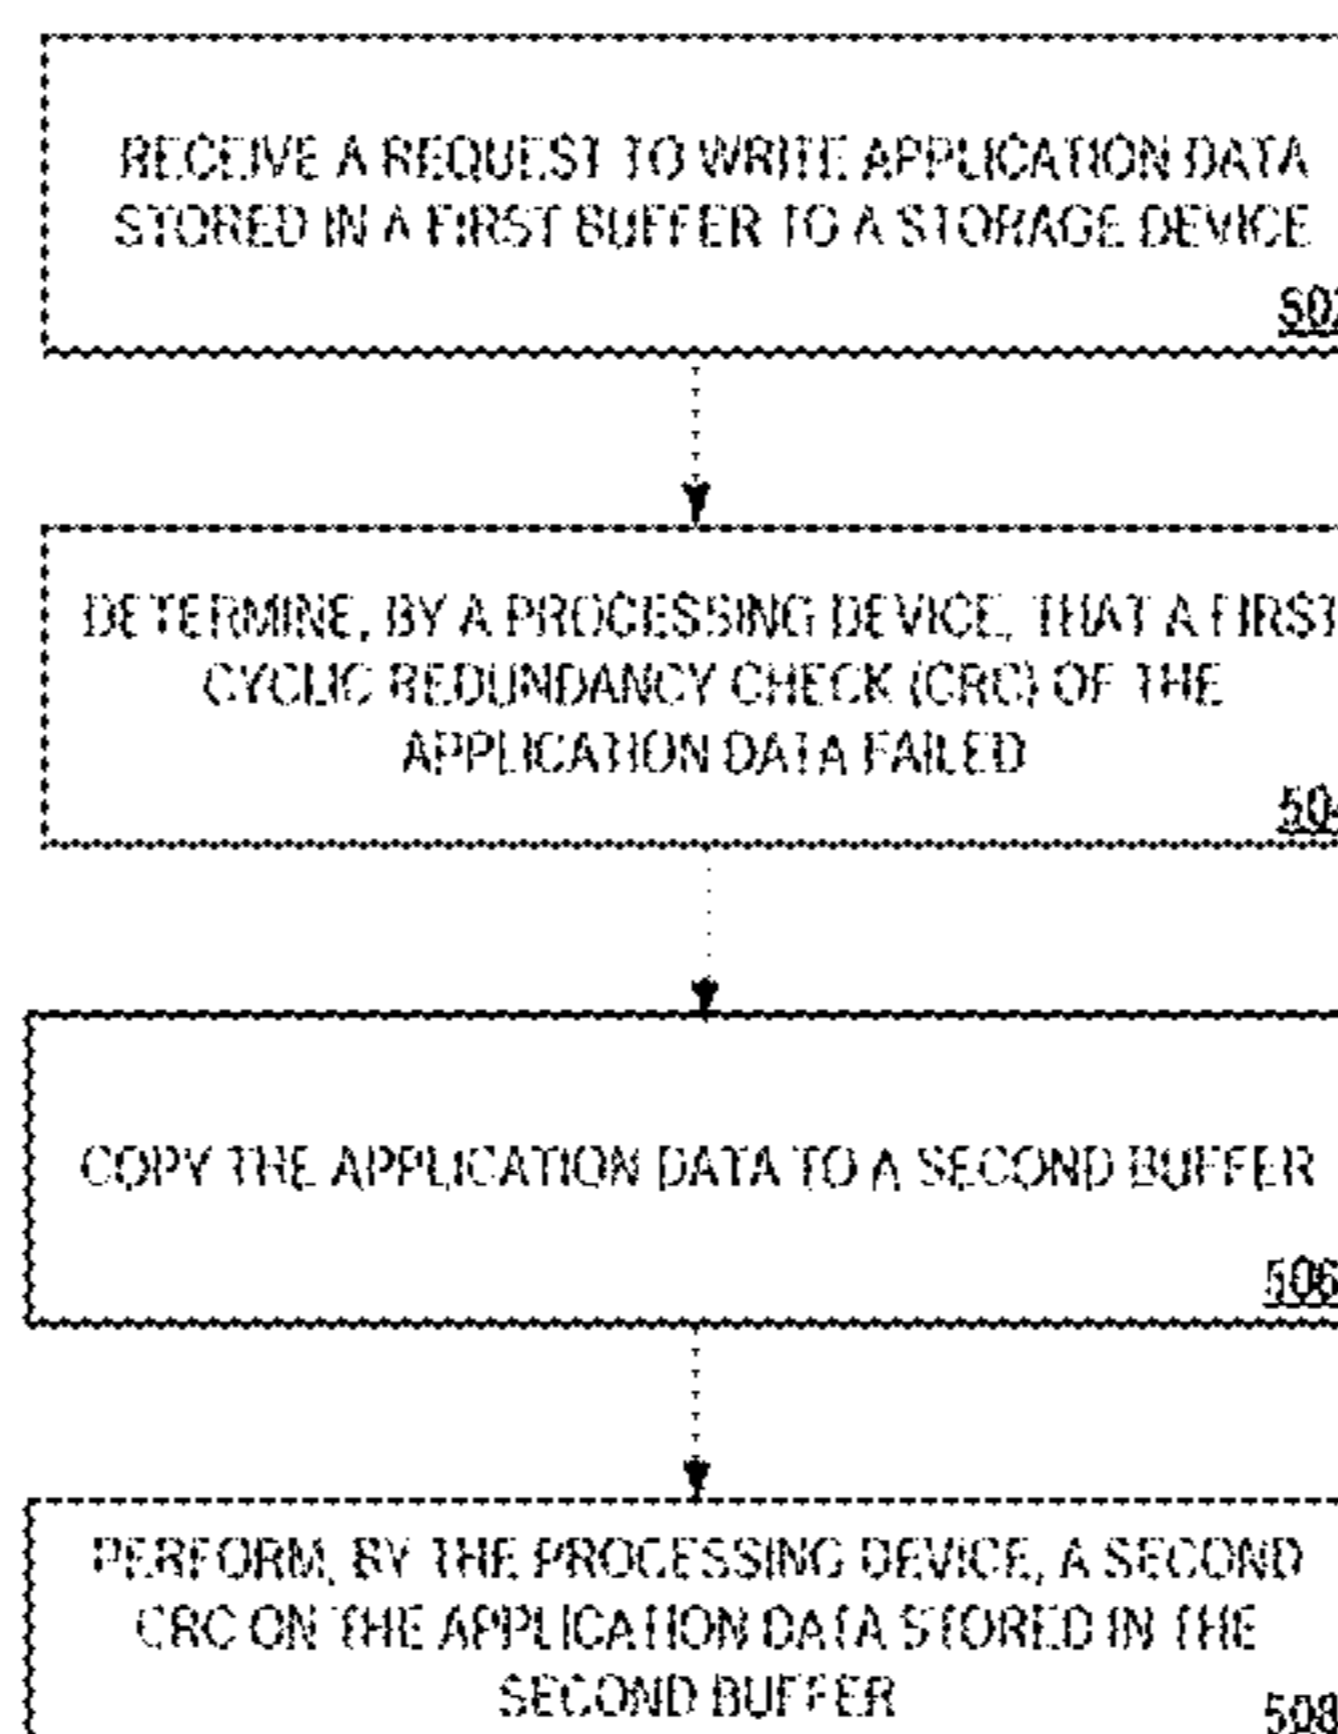 RECEIVE A REQUEST TO WRITE APPLICATION DATA
STORED IN A FIRST BUFFER TO A STORAGE DEVICE
502
DETERMINE, BY A PROCESSING DEVICE, THAT A FIRST
CYCLIC REDUNDANCY CHECK (CRC) OF THE
APPLICATION DATA FAILED
504
COPY THE APPLICATION DATA TO A SECOND BUFFER
506
PERFORM, BY THE PROCESSING DEVICE, A SECOND
CRC ON THE APPLICATION DATA STORED IN THE
SECOND BUFFER
508